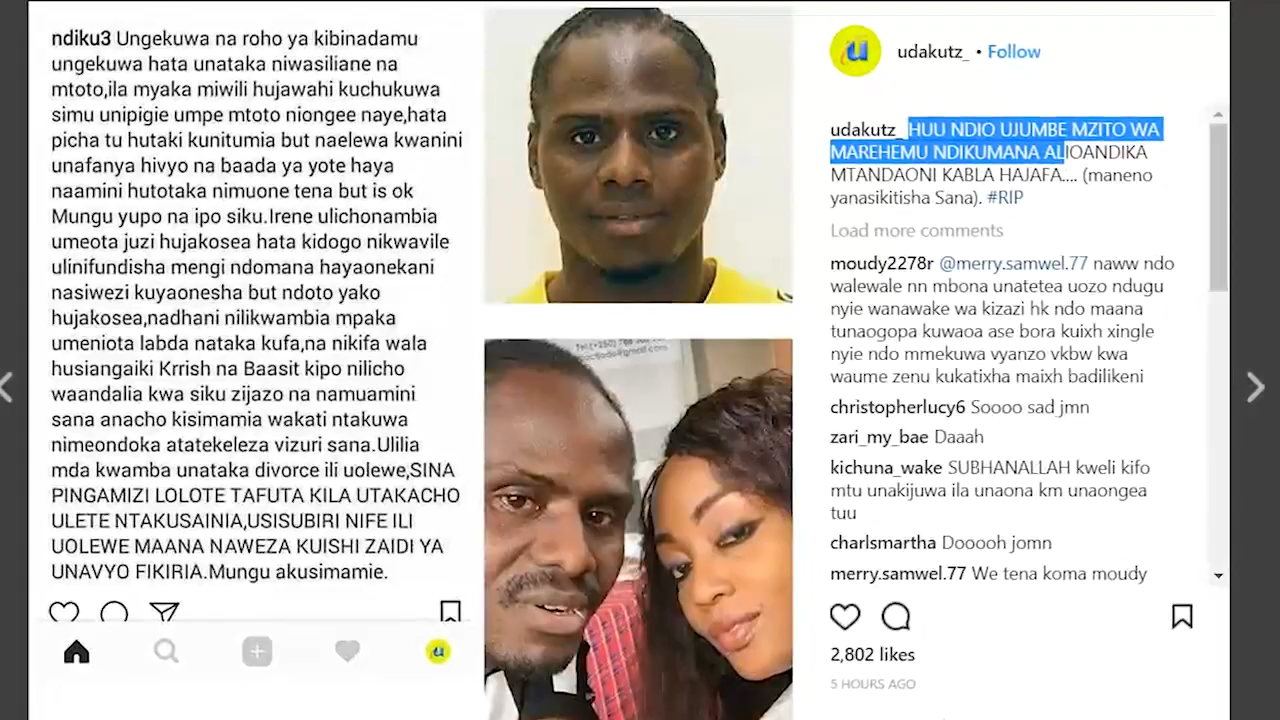 ndiku3 Ungekuwa na roho ya kibinadamu
ungekuwa hata unataka niwasiliane na
mtoto,ila myaka miwili hujawahi kuchukuwa
simu unipigie umpe mtoto niongee naye,hata
picha tu hutaki kunitumia but naelewa kwanini
unafanya hivyo na baada ya yote haya
naamini hutotaka nimuone tena but is ok
Mungu yupo na ipo siku.Irene ulichonambia
umeota juzi hujakosea hata kidogo nikwavile
ulinifundisha mengi ndomana hayaonekani
nasiwezi kuyaonesha but ndoto yako
hujakosea,nadhani nilikwambia mpaka
umeniota labda nataka kufa,na nikifa wala
husiangaiki Krrish na Baasit kipo nilicho
waandalia kwa siku zijazo na namuamini
sana anacho kisimamia wakati ntakuwa
nimeondoka atatekeleza vizuri sana.Ulilia
mda kwamba unataka divorce ili uolewe,SINA
PINGAMIZI LOLOTE TAFUTA KILA UTAKACHO
ULETE NTAKUSAINIA,USISUBIRI NIFE ILI
UOLEWE MAANA NAWEZA KUISHI ZAIDI YA
UNAVYO FIKIRIA.Mungu akusimamie.
udakutz_ • Follow
udakutz_ HUU NDIO UJUMBE MZITO WA
MAREHEMU NDIKUMANA ALIOANDIKA
MTANDAONI KABLA HAJAFA.... (maneno
yanasikitisha Sana). #RIP
Load more comments
moudy2278r @merry.samwel.77 naww ndo
walewale nn mbona unatetea uozo ndugu
nyie wanawake wa kizazi hk ndo maana
tunaogopa kuwaoa ase bora kuixh xingle
nyie ndo mmekuwa vyanzo vkbw kwa
waume zenu kukatixha maixh badilikeni
christopherlucy6 Soooo sad jmn
zari_my_bae Daaah
kichuna_wake SUBHANALLAH kweli kifo
mtu unakijuwa ila unaona km unaongea
tuu
charlsmartha Dooooh jomn
merry.samwel.77 We tena koma moudy
2,802 likes
5 HOURS AGO